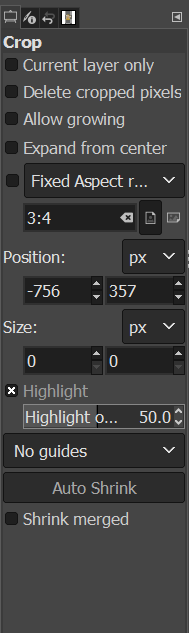 Crop
Current layer only
Delete cropped pixels
Allow growing
Expand from center
Fixed Aspect r...
3:4
Position: px
-756 357
Size: px
0 0
Highlight
Highlight o... 50.0
No guides
Auto Shrink
Shrink merged